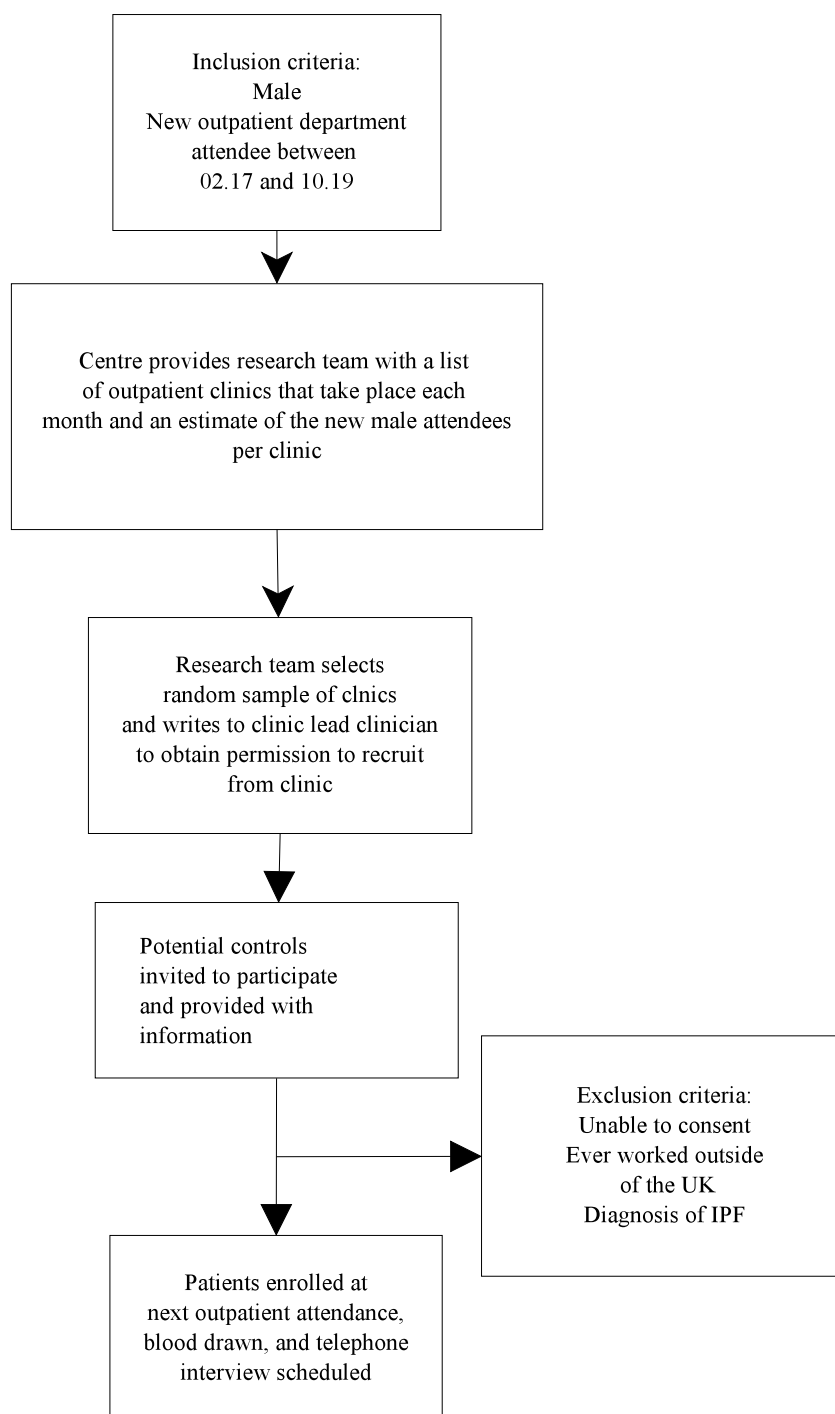 Inclusion criteria:
Male
New outpatient department
attendee between
02.17 and 10.19
Centre provides research team with a list
of outpatient clinics that take place each
month and an estimate of the new male attendees
per clinic
Research team selects
random sample of clnics
and writes to clinic lead clinician
to obtain permission to recruit
from clinic
Potential controls
invited to participate
and provided with
information
Exclusion criteria:
Unable to consent
Ever worked outside
of the UK
Diagnosis of IPF
Patients enrolled at
next outpatient attendance,
blood drawn, and telephone
interview scheduled